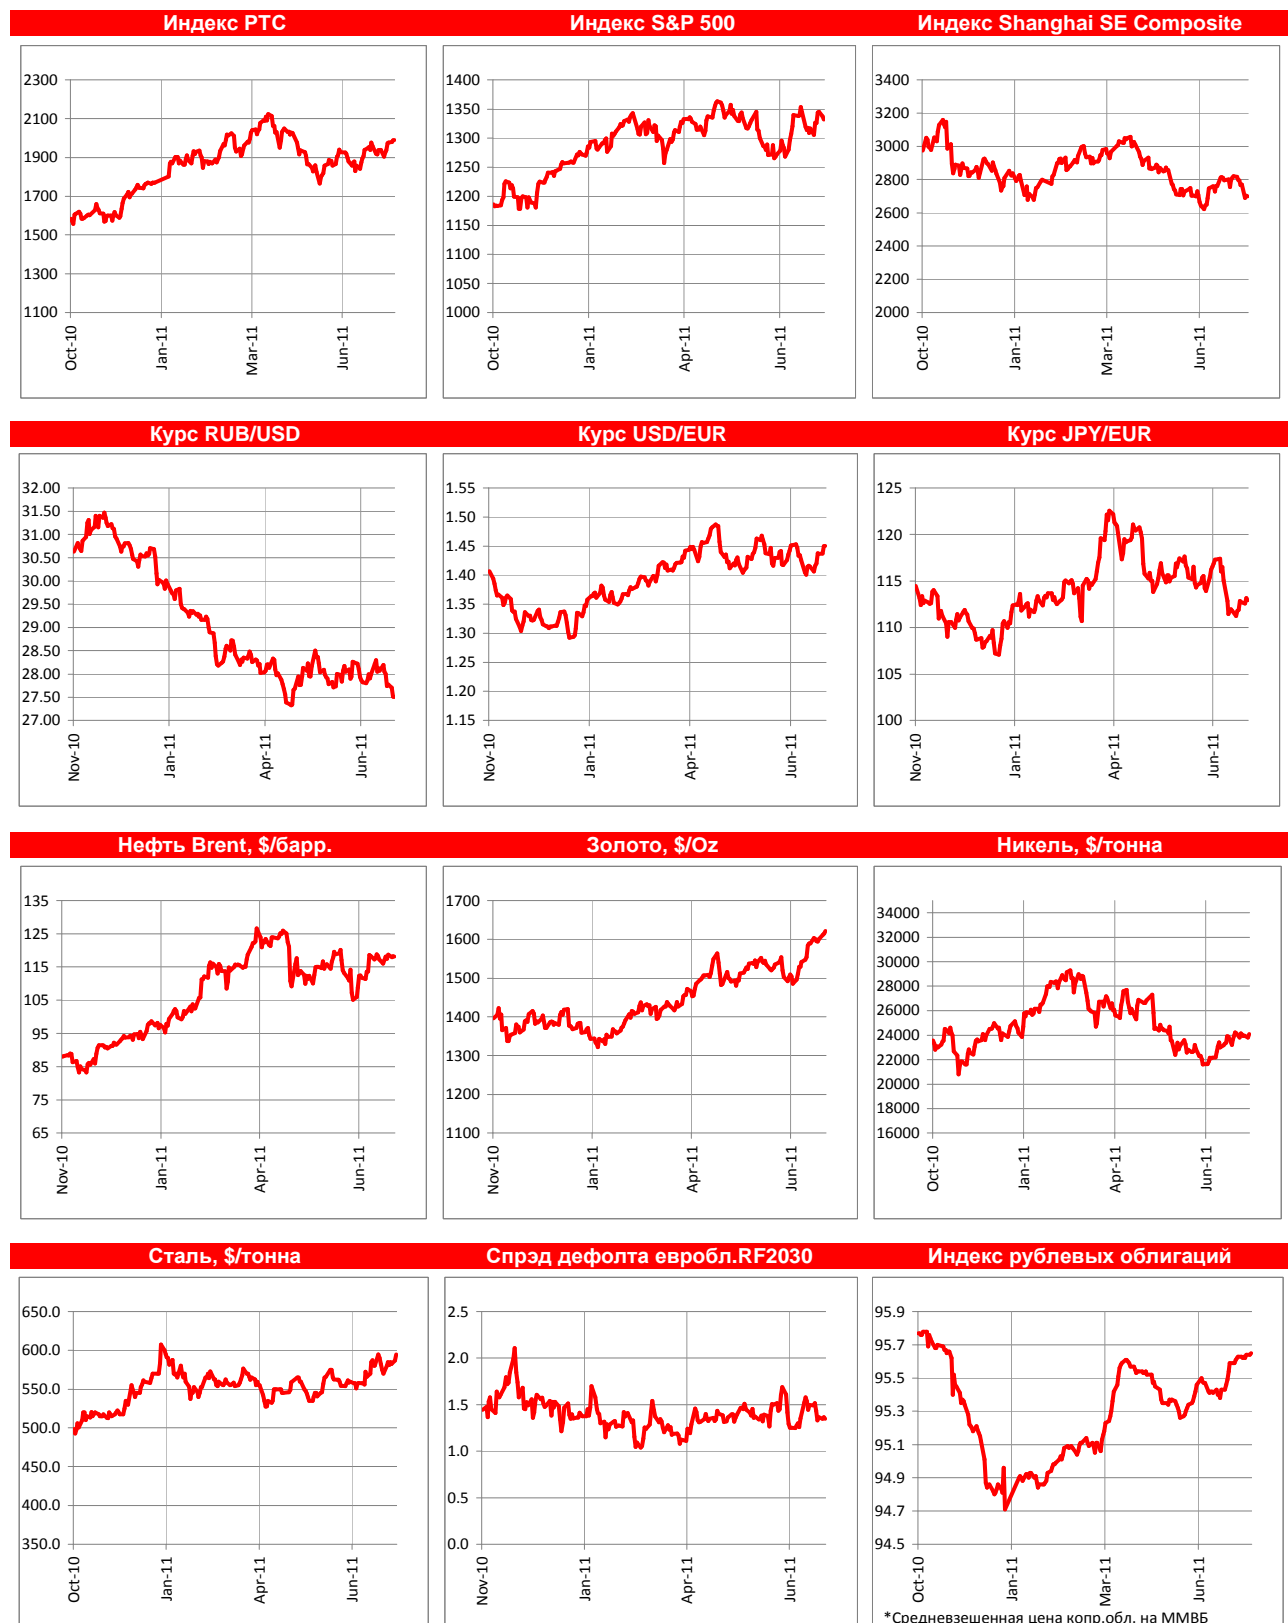 Индекс РТС
2300
2100
1900
1700
1500
1300
1100
Oct-10
Jan-11
Mar-11
Jun-11
Индекс S&P 500
1400
1350
1300
1250
1200
1150
1100
1050
1000
Oct-10
Jan-11
Apr-11
Jun-11
Индекс Shanghai SE Composite
3400
3200
3000
2800
2600
2400
2200
2000
Oct-10
Jan-11
Mar-11
Jun-11
Курс RUB/USD
32.00
31.50
31.00
30.50
30.00
29.50
29.00
28.50
28.00
27.50
27.00
Nov-10
Jan-11
Apr-11
Jun-11
Курс USD/EUR
1.55
1.50
1.45
1.40
1.35
1.30
1.25
1.20
1.15
Nov-10
Jan-11
Apr-11
Jun-11
Курс JPY/EUR
125
120
115
110
105
100
Nov-10
Jan-11
Apr-11
Jun-11
Нефть Brent, $/барр.
135
125
115
105
95
85
75
65
Nov-10
Jan-11
Apr-11
Jun-11
Золото, $/Oz
1700
1600
1500
1400
1300
1200
1100
Nov-10
Jan-11
Apr-11
Jun-11
Никель, $/тонна
34000
32000
30000
28000
26000
24000
22000
20000
18000
16000
Oct-10
Jan-11
Apr-11
Jun-11
Сталь, $/тонна
650.0
600.0
550.0
500.0
450.0
400.0
350.0
Oct-10
Jan-11
Apr-11
Jun-11
Спрэд дефолта евробл.RF2030
2.5
2.0
1.5
1.0
0.5
0.0
Nov-10
Jan-11
Apr-11
Jun-11
Индекс рублевых облигаций
95.9
95.7
95.5
95.3
95.1
94.9
94.7
94.5
Oct-10
Jan-11
Mar-11
Jun-11
*Средневзешенная цена копр.обл. на ММВБ